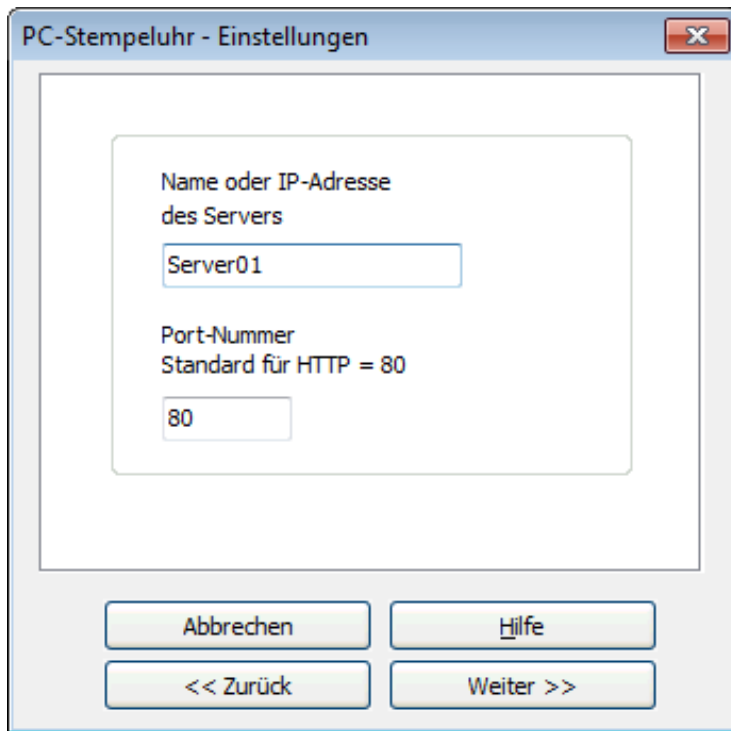 PC-Stempeluhr - Einstellungen
Name oder IP-Adresse
des Servers
Server01
Port-Nummer
Standard für HTTP = 80
80
Abbrechen
Hilfe
<< Zurück
Weiter >>